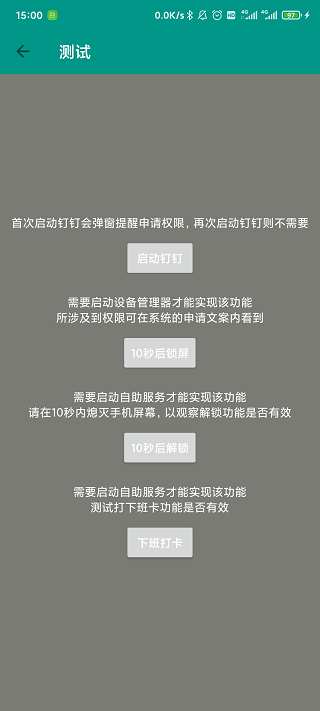 15:00
0.0K/s
4G
4G
97
测试
首次启动钉钉会弹窗提醒申请权限，再次启动钉钉则不需要
启动钉钉
需要启动设备管理器才能实现该功能
所涉及到权限可在系统的申请文案内看到
10秒后锁屏
需要启动自助服务才能实现该功能
请在10秒内熄灭手机屏幕，以观察解锁功能是否有效
10秒后解锁
需要启动自助服务才能实现该功能
测试打下班卡功能是否有效
下班打卡